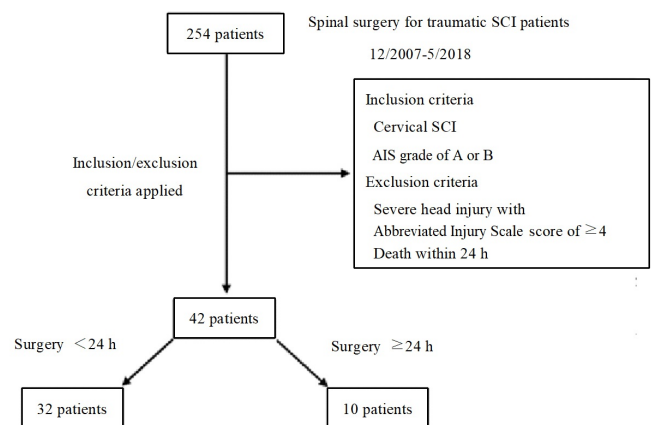 254 patients
Spinal surgery for traumatic SCI patients
12/2007-5/2018
Inclusion/exclusion
criteria applied
Inclusion criteria
Cervical SCI
AIS grade of A or B
Exclusion criteria
Severe head injury with
Abbreviated Injury Scale score of ≥4
Death within 24 h
42 patients
Surgery <24 h
Surgery ≥24 h
32 patients
10 patients